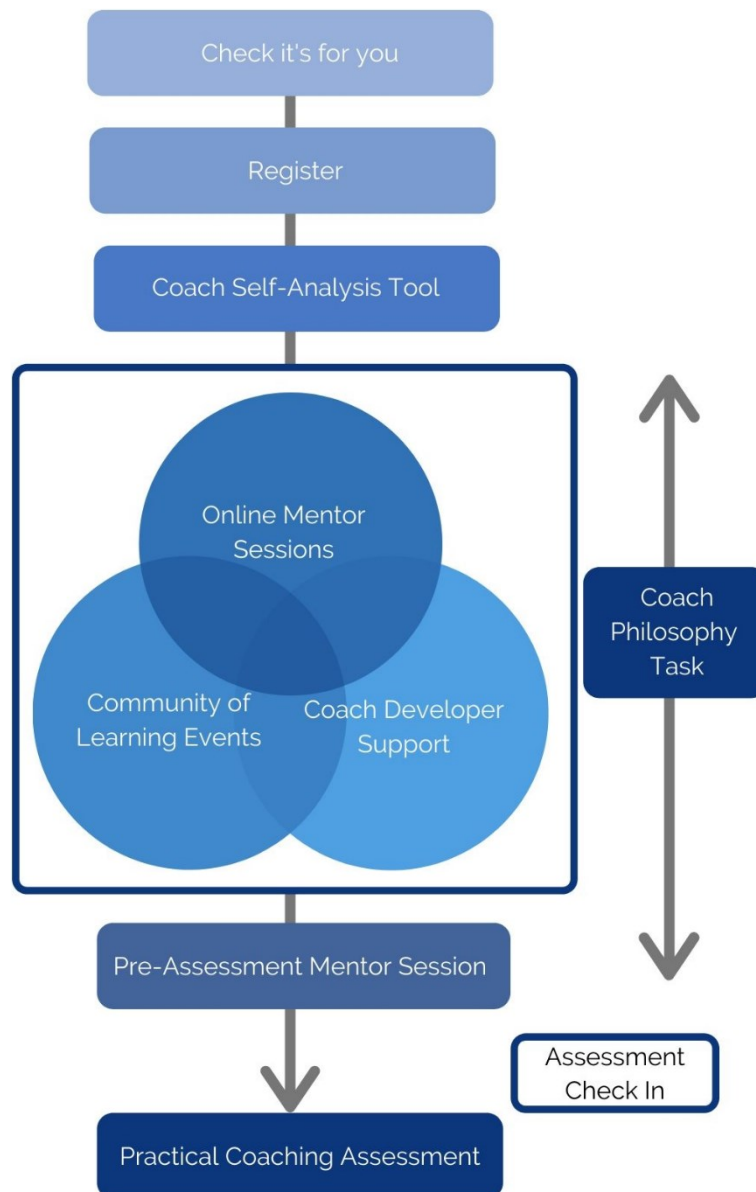 Check it's for you
Register
Coach Self-Analysis Tool
Online Mentor
Sessions
Community of
Learning Events
Coach Developer
Support
Coach
Philosophy
Task
Pre-Assessment Mentor Session
Assessment
Check In
Practical Coaching Assessment